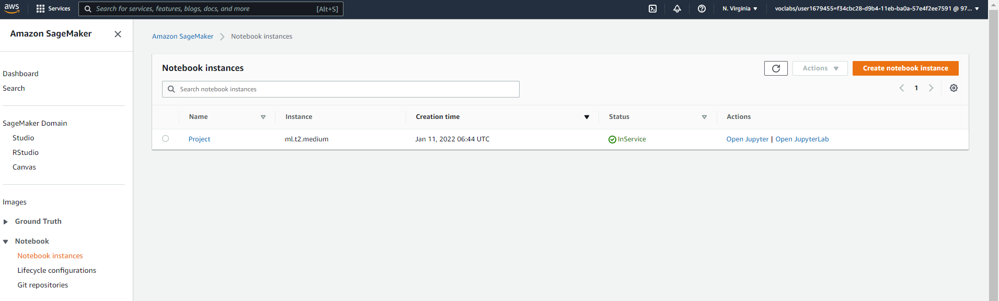 aws Services Search for services, features, blogs, docs, and more [Alt+S] N. Virginia voclabs/user1679455=f34cbc28-d9b4-11eb-ba0a-57e4f2ee7591 @ 97...
Amazon SageMaker
Dashboard
Search
SageMaker Domain
Studio
RStudio
Canvas
Images
Ground Truth
Notebook
Notebook instances
Lifecycle configurations
Git repositories
Amazon SageMaker Notebook instances
Notebook instances Actions Create notebook instance
Search notebook instances 1
Name Instance Creation time Status Actions
Project ml.t2.medium Jan 11, 2022 06:44 UTC InService Open Jupyter | Open JupyterLab